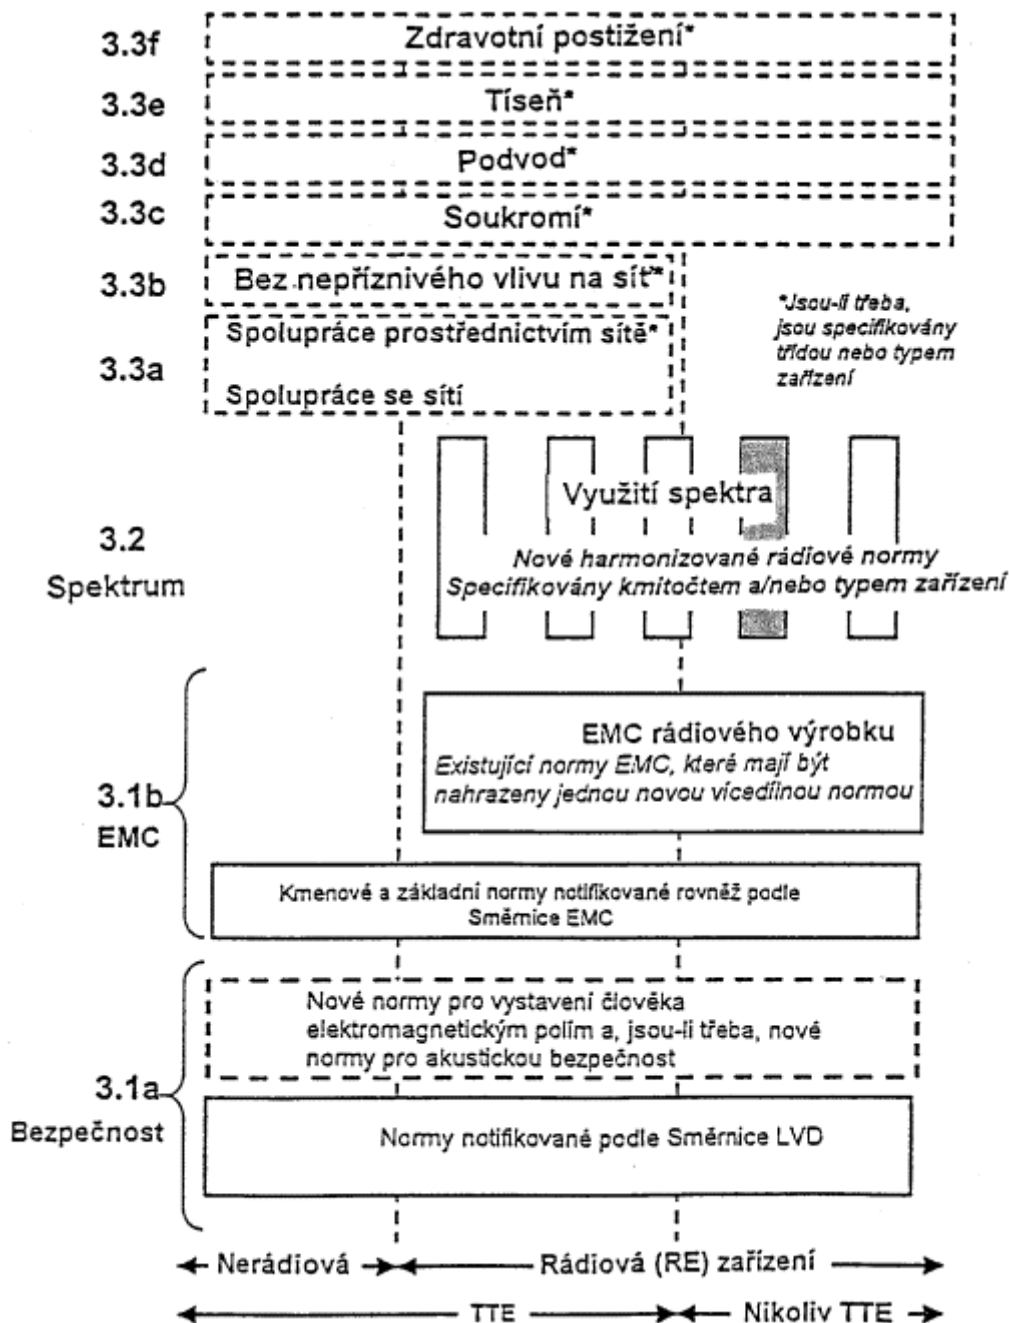 3.3f Zdravotní postižení*
3.3e Tíseň*
3.3d Podvod*
3.3c Soukromí*
3.3b Bez nepříznivého vlivu na síť*
3.3a Spolupráce prostřednictvím sítě*
Spolupráce se sítí
*Jsou-li třeba,
jsou specifikovány
třídou nebo typem
zařízení
3.2
Spektrum
Využití spektra
Nové harmonizované rádiové normy
Specifikovány kmitočtem a/nebo typem zařízení
3.1b
EMC
EMC rádiového výrobku
Existující normy EMC, které mají být
nahrazeny jednou novou vícedílnou normou
Kmenové a základní normy notifikované rovněž podle
Směrnice EMC
3.1a
Bezpečnost
Nové normy pro vystavení člověka
elektromagnetickým polím a, jsou-li třeba, nové
normy pro akustickou bezpečnost
Normy notifikované podle Směrnice LVD
Nerádiová Rádiová (RE) zařízení
TTE Nikoliv TTE